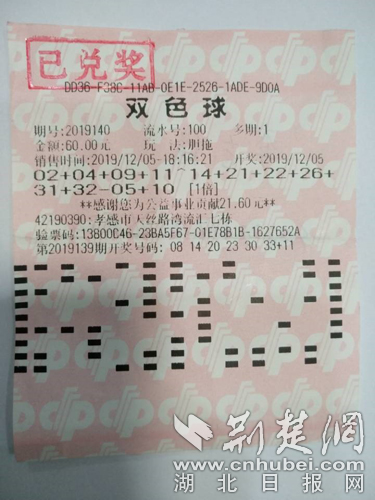 已兑奖
DD36-F38C-11AB-0E1E-2526-1ADE-9D0A
双色球
期号:2019140 流水号:100 多期:1
金额:60.00元 玩法:胆拖
销售时间:2019/12/05-18:16:21 开奖:2019/12/05
02+04+09+11~14+21+22+26+
31+32-05+10 [1倍]
**感谢您为公益事业贡献21.60元**
42190390:孝感市天丝路鸿流汇七栋
验票码:13800C46-23BA5F67-01E78B1B-1627652A
第2019139期开奖号码:08 14 20 23 30 33+11
荆楚网
www.cnhubei.com
湖北日报网